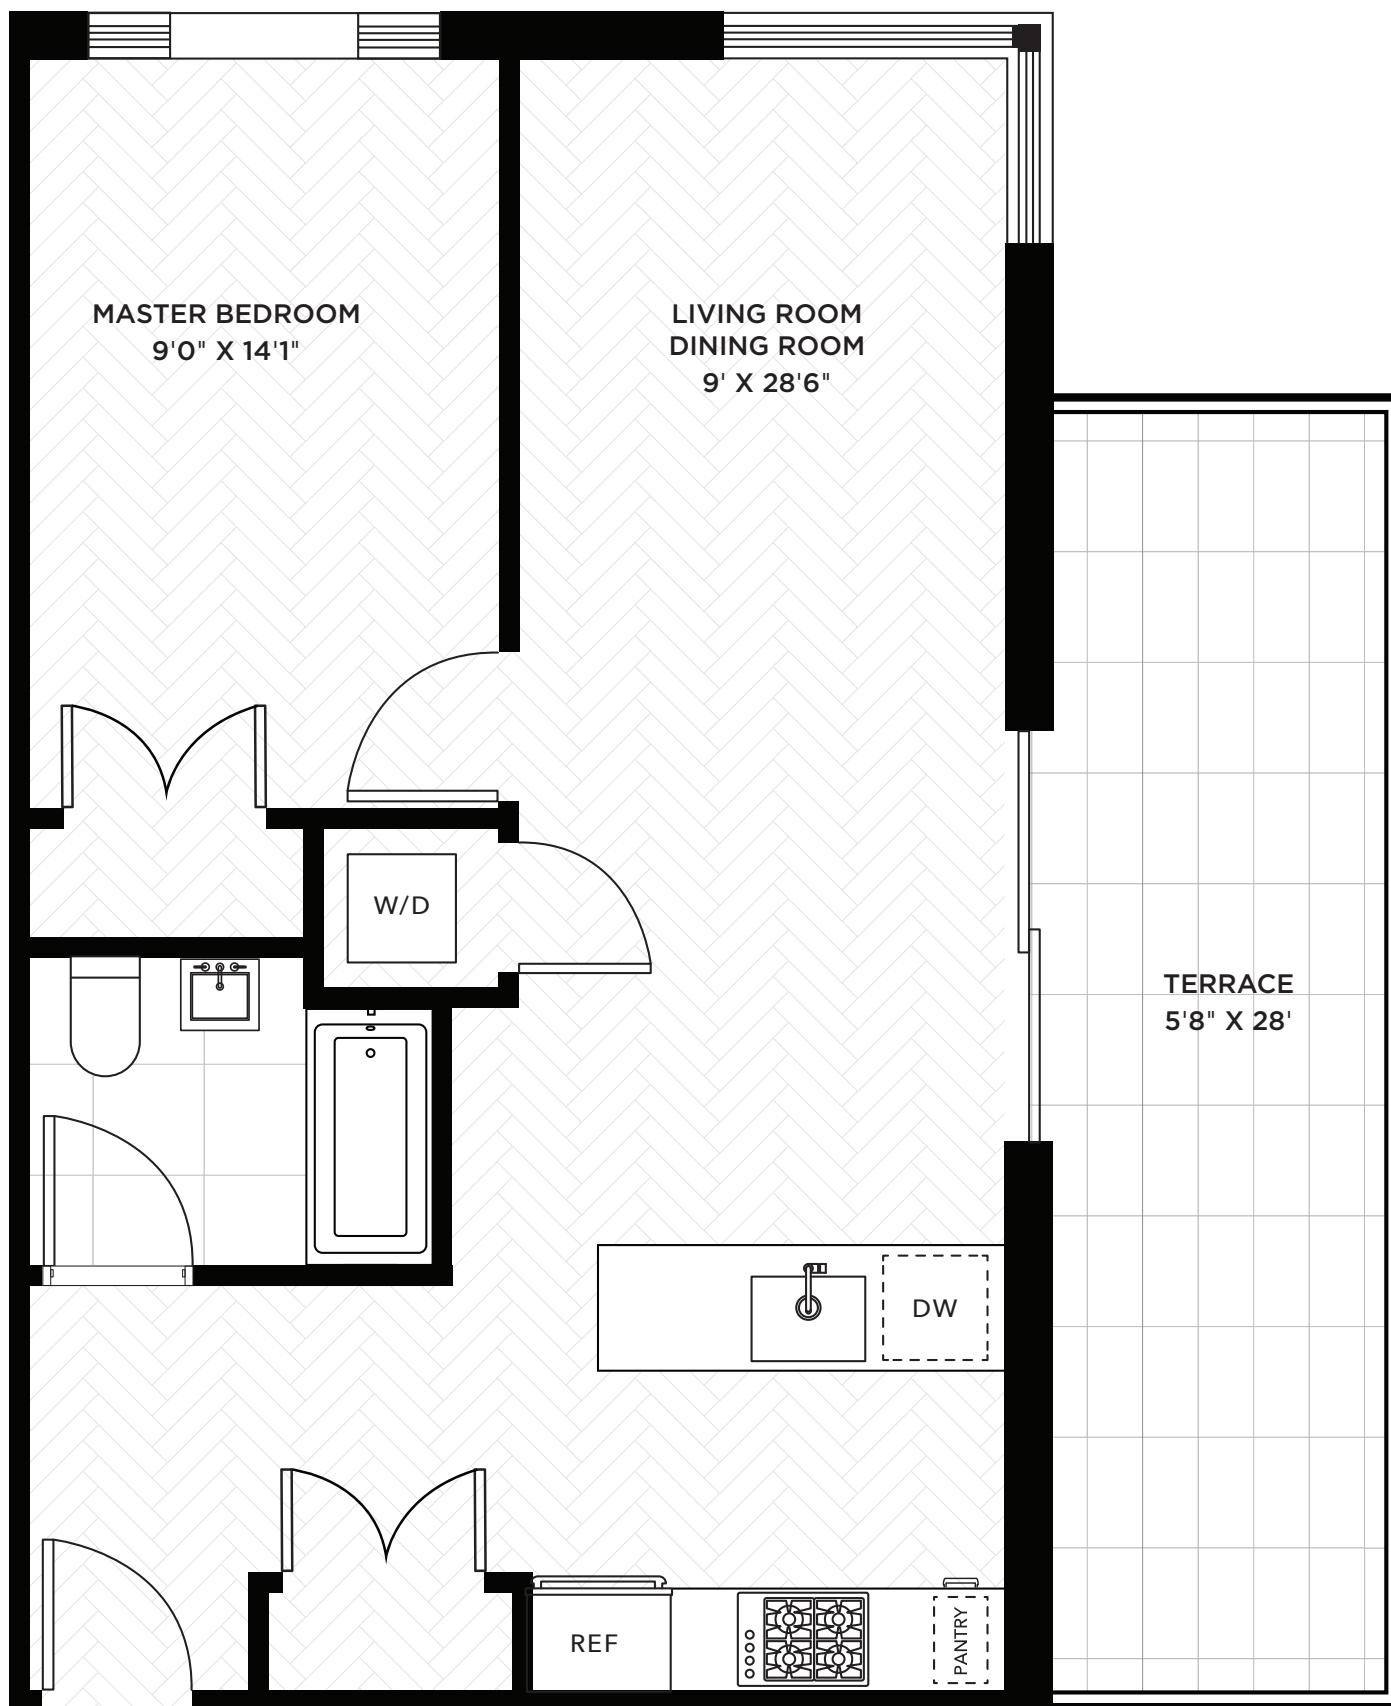 MASTER BEDROOM
9'0" X 14'1"
LIVING ROOM
DINING ROOM
9' X 28'6"
W/D
TERRACE
5'8" X 28'
DW
REF
PANTRY